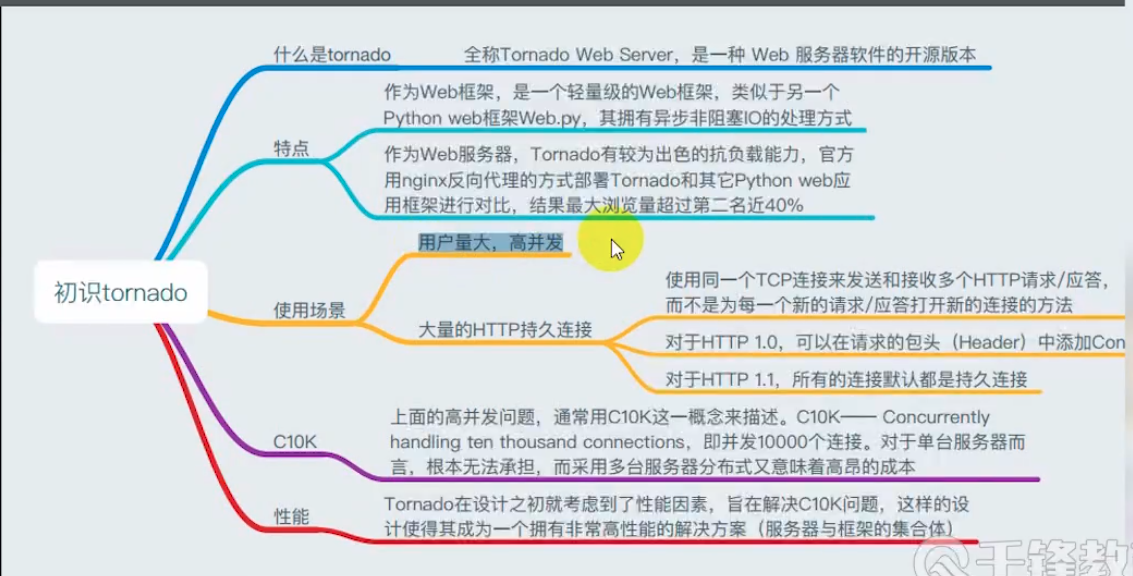 什么是tornado
全称Tornado Web Server，是一种 Web 服务器软件的开源版本
特点
作为Web框架，是一个轻量级的Web框架，类似于另一个
Python web框架Web.py，其拥有异步非阻塞IO的处理方式
作为Web服务器，Tornado有较为出色的抗负载能力，官方
用nginx反向代理的方式部署Tornado和其它Python web应
用框架进行对比，结果最大浏览量超过第二名近40%
初识tornado
使用场景
用户量大，高并发
大量的HTTP持久连接
使用同一个TCP连接来发送和接收多个HTTP请求/应答，
而不是为每一个新的请求/应答打开新的连接的方法
对于HTTP 1.0，可以在请求的包头（Header）中添加Con
对于HTTP 1.1，所有的连接默认都是持久连接
C10K
上面的高并发问题，通常用C10K这一概念来描述。C10K—— Concurrently
handling ten thousand connections，即并发10000个连接。对于单台服务器而
言，根本无法承担，而采用多台服务器分布式又意味着高昂的成本
性能
Tornado在设计之初就考虑到了性能因素，旨在解决C10K问题，这样的设
计使得其成为一个拥有非常高性能的解决方案（服务器与框架的集合体）
千锋教